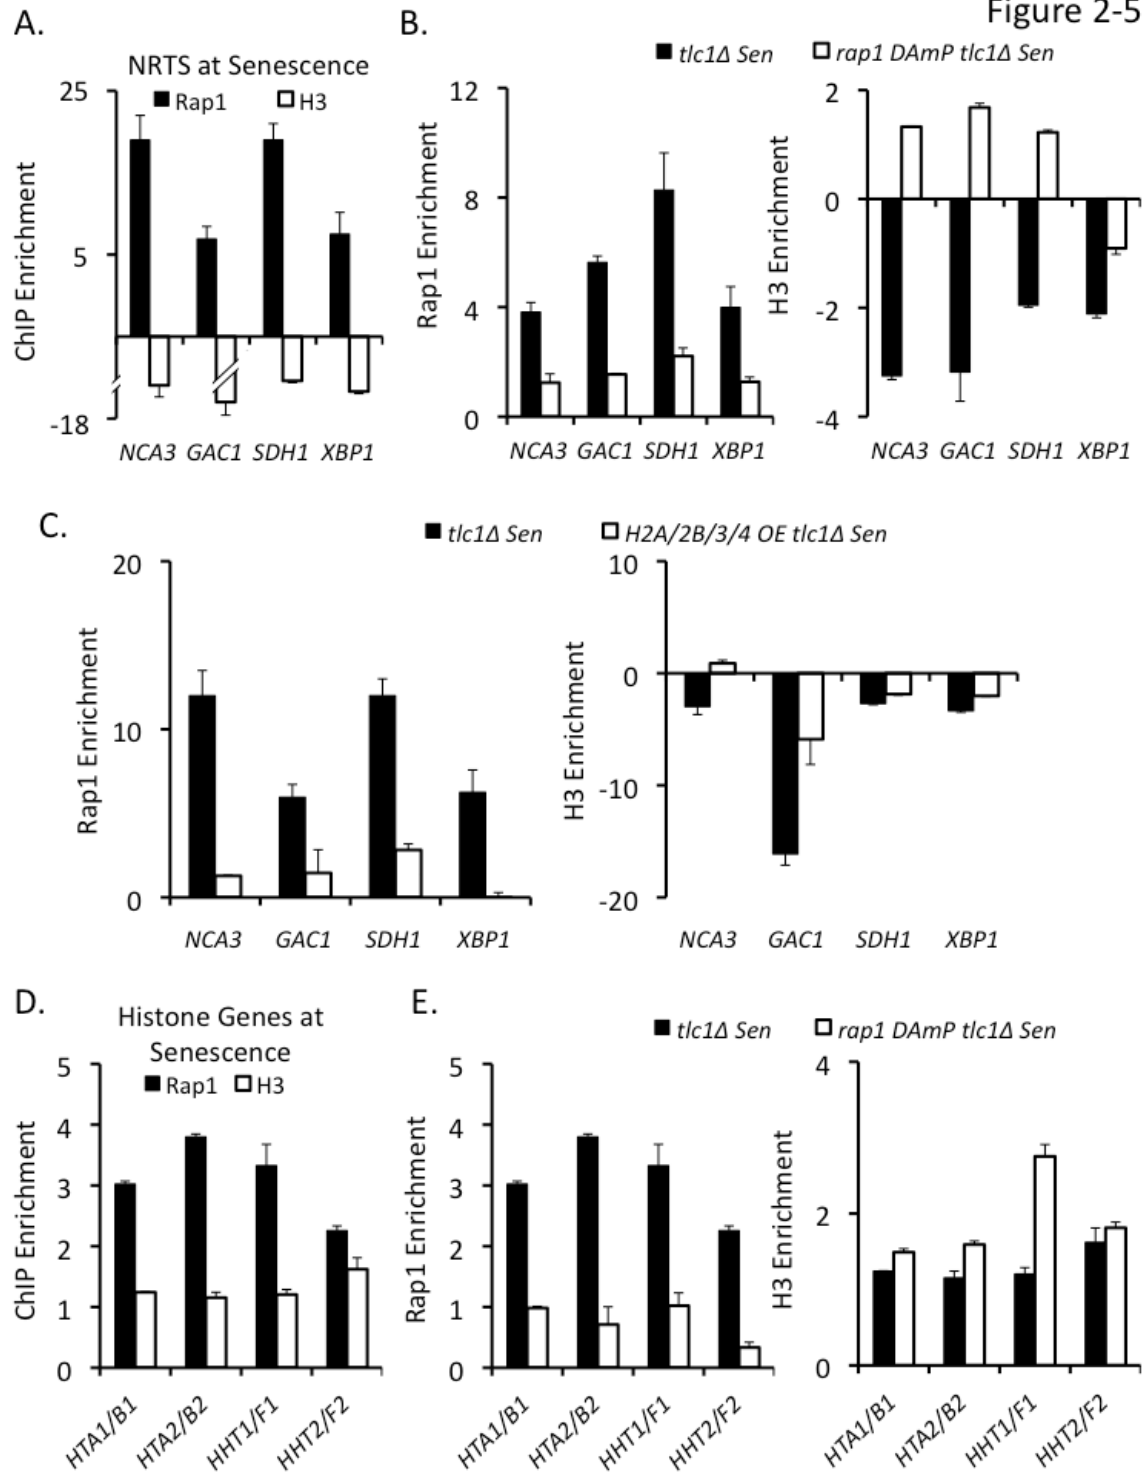 Figure 2-5
A.
NRTS at Senescence
Rap1 H3
25
5
-18
ChIP Enrichment
NCA3 GAC1 SDH1 XBP1
B.
tlc1Δ Sen rap1 DAmP tlc1Δ Sen
12
8
4
0
Rap1 Enrichment
NCA3 GAC1 SDH1 XBP1
2
0
-2
-4
H3 Enrichment
NCA3 GAC1 SDH1 XBP1
C.
tlc1Δ Sen H2A/2B/3/4 OE tlc1Δ Sen
20
10
0
Rap1 Enrichment
NCA3 GAC1 SDH1 XBP1
10
0
-10
-20
H3 Enrichment
NCA3 GAC1 SDH1 XBP1
D.
Histone Genes at
Senescence
Rap1 H3
5
4
3
2
1
0
ChIP Enrichment
HTA1/B1 HTA2/B2 HHT1/F1 HHT2/F2
E.
tlc1Δ Sen rap1 DAmP tlc1Δ Sen
5
4
3
2
1
0
Rap1 Enrichment
HTA1/B1 HTA2/B2 HHT1/F1 HHT2/F2
4
2
0
H3 Enrichment
HTA1/B1 HTA2/B2 HHT1/F1 HHT2/F2